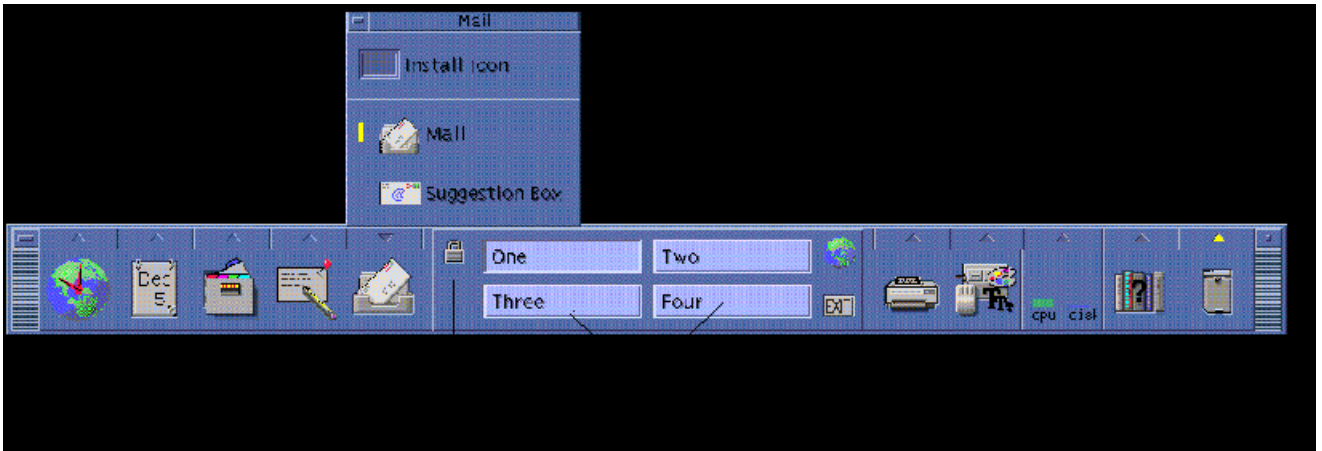 Mail
Install Icon
Mail
Suggestion Box
Dec
5
One
Two
Three
Four
EXIT
cpu disk
?